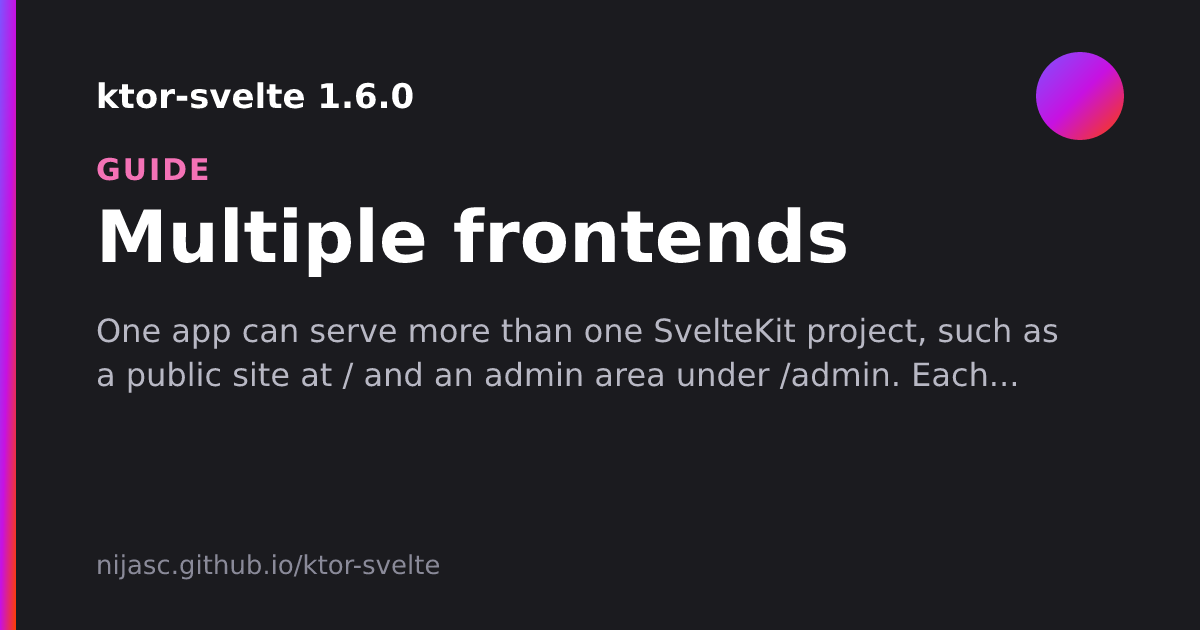 ktor-svelte 1.6.0
GUIDE
Multiple frontends
One app can serve more than one SvelteKit project, such as
a public site at / and an admin area under /admin. Each...
nijasc.github.io/ktor-svelte